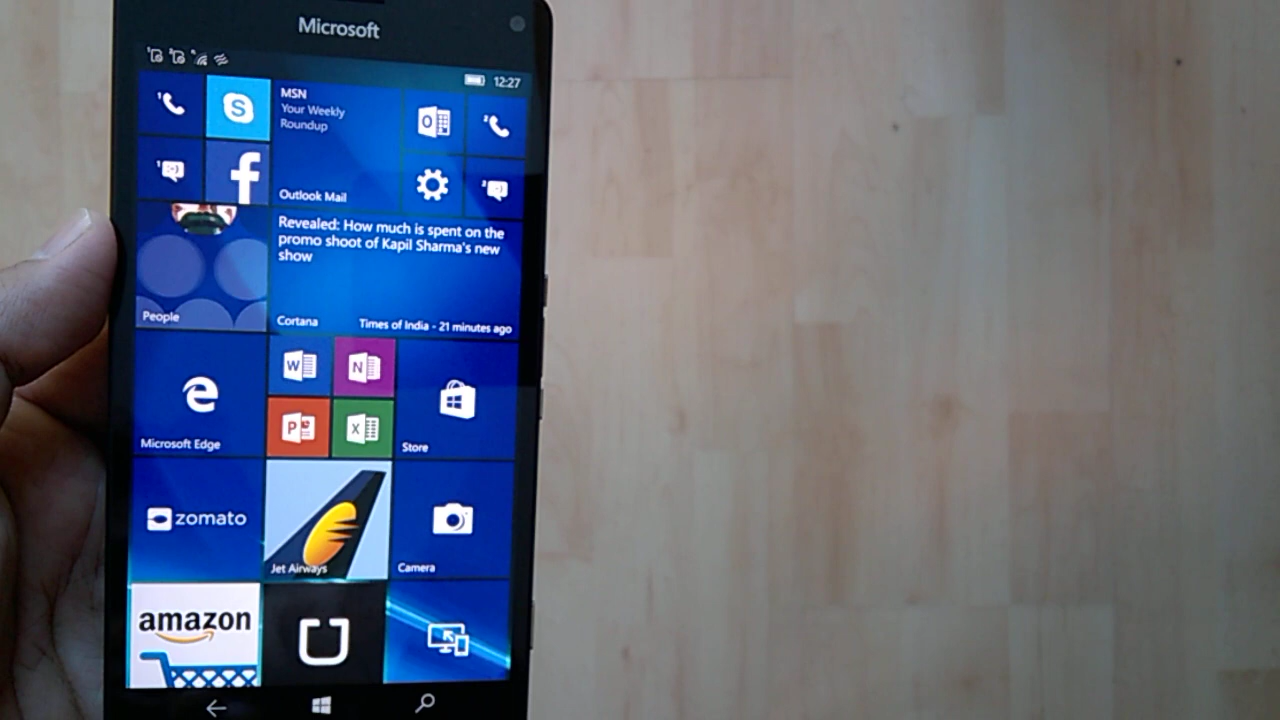 Microsoft
12:27
MSN
Your Weekly
Roundup
Outlook Mail
Revealed: How much is spent on the
promo shoot of Kapil Sharma's new
show
People
Cortana
Times of India - 21 minutes ago
Microsoft Edge
Store
zomato
Jet Airways
Camera
amazon